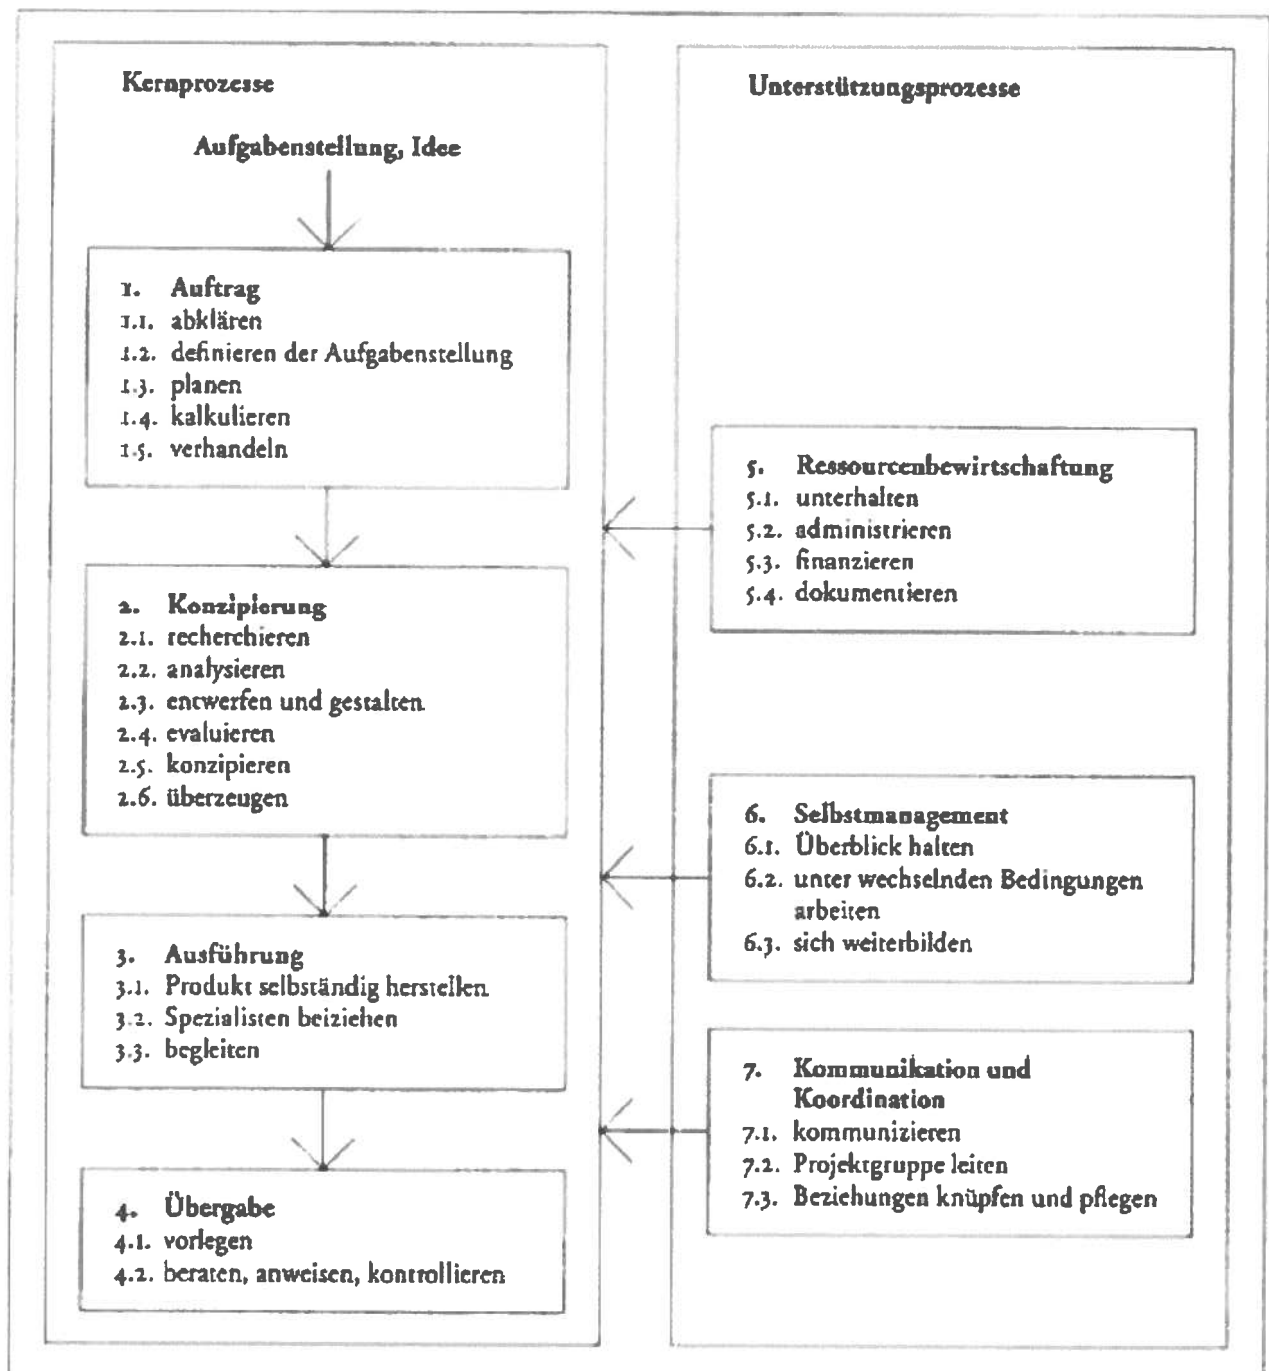 Kernprozesse
Aufgabenstellung, Idee
1. Auftrag
1.1. abklären
1.2. definieren der Aufgabenstellung
1.3. planen
1.4. kalkulieren
1.5. verhandeln
2. Konzipierung
2.1. recherchieren
2.2. analysieren
2.3. entwerfen und gestalten
2.4. evaluieren
2.5. konzipieren
2.6. überzeugen
3. Ausführung
3.1. Produkt selbständig herstellen
3.2. Spezialisten beiziehen
3.3. begleiten
4. Übergabe
4.1. vorlegen
4.2. beraten, anweisen, kontrollieren
Unterstützungsprozesse
5. Ressourcenbewirtschaftung
5.1. unterhalten
5.2. administrieren
5.3. finanzieren
5.4. dokumentieren
6. Selbstmanagement
6.1. Überblick halten
6.2. unter wechselnden Bedingungen
arbeiten
6.3. sich weiterbilden
7. Kommunikation und
Koordination
7.1. kommunizieren
7.2. Projektgruppe leiten
7.3. Beziehungen knüpfen und pflegen